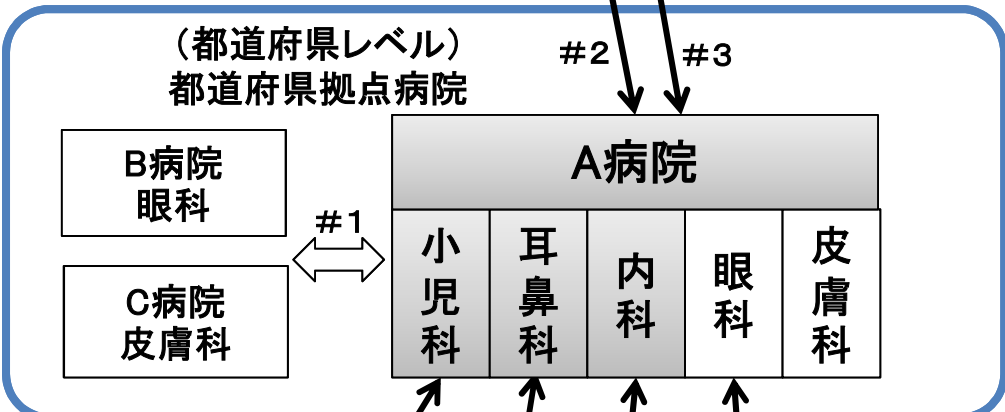 （都道府県レベル）
都道府県拠点病院
#2
#3
A病院
B病院
眼科
#1
C病院
皮膚科
小児科
耳鼻科
内科
眼科
皮膚科